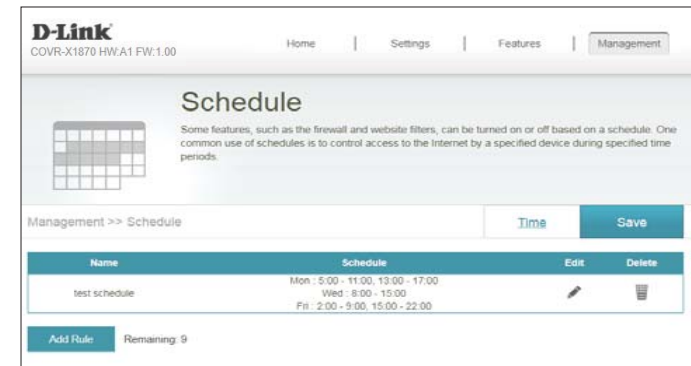 D-Link
COVR-X1870 HW:A1 FW:1.00
Home | Settings | Features | Management
Schedule
Some features, such as the firewall and website filters, can be turned on or off based on a schedule. One
common use of schedules is to control access to the Internet by a specified device during specified time
periods.
Management >> Schedule
Time
Save
Name Schedule Edit Delete
Mon : 5:00 - 11:00, 13:00 - 17:00
test schedule Wed : 8:00 - 15:00
Fri : 2:00 - 9:00, 15:00 - 22:00
Add Rule Remaining: 9